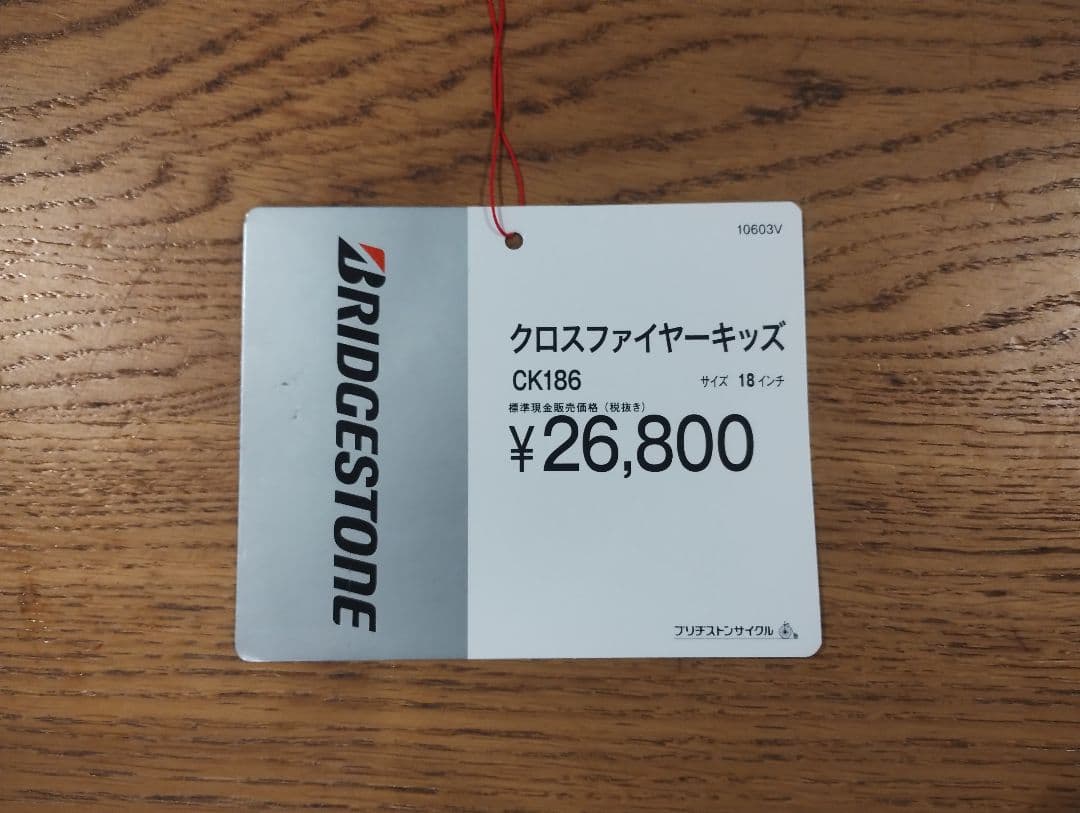 BRIDGESTONE
10603V
クロスファイヤーキッズ
CK186 サイズ 18インチ
標準現金販売価格（税抜き）
¥26,800
ブリヂストンサイクル